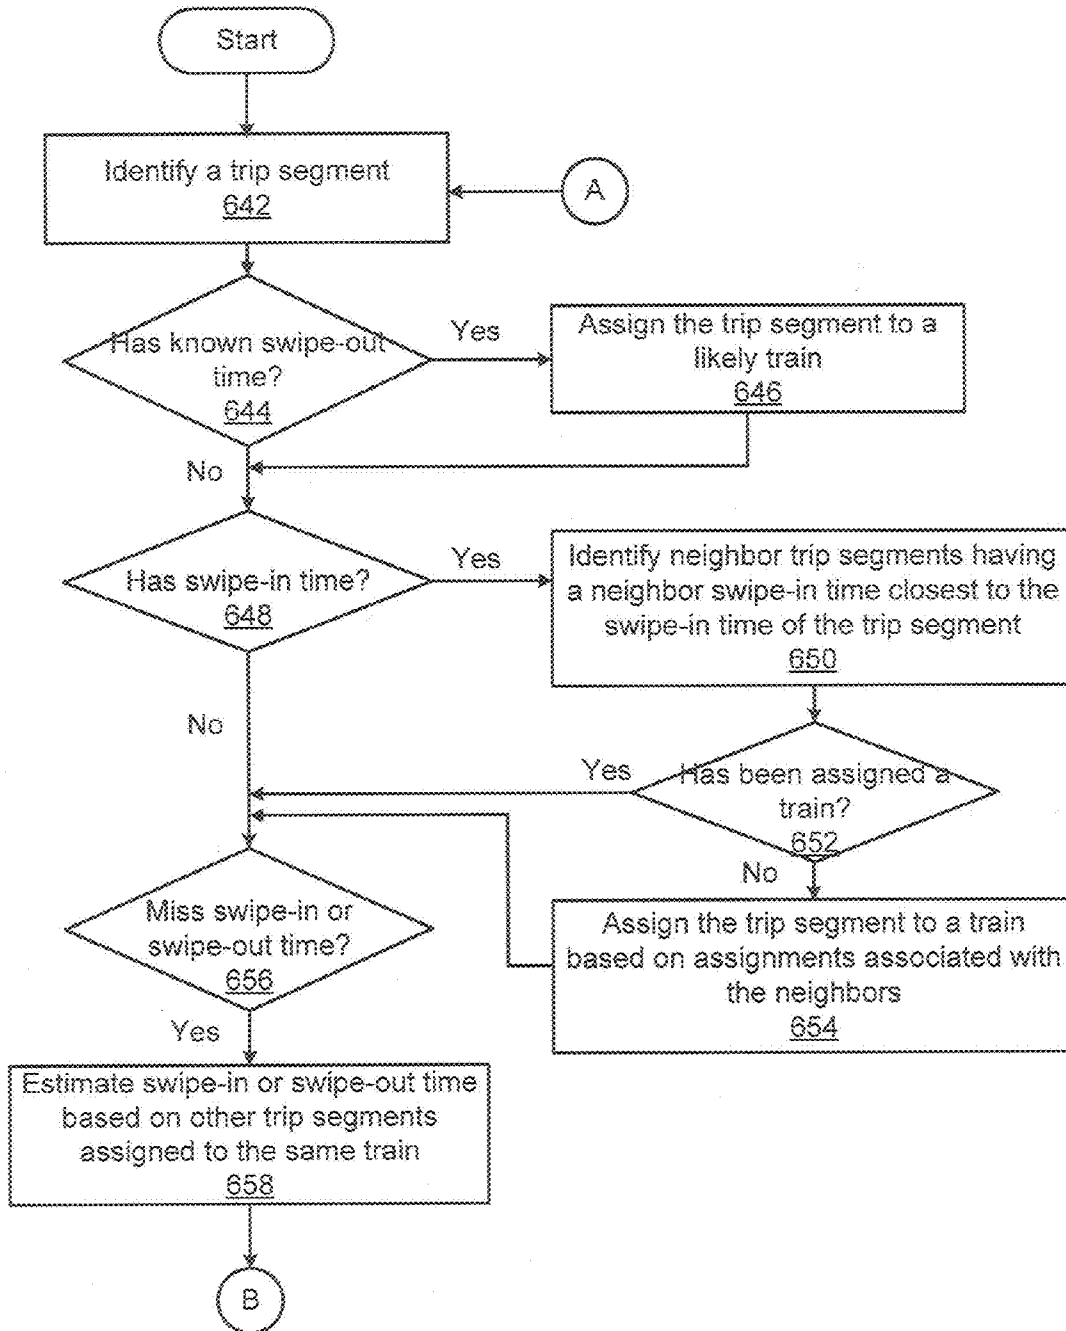 Start
Identify a trip segment
642
A
Has known swipe-out
time?
644
Yes
Assign the trip segment to a
likely train
646
No
Has swipe-in time?
648
Yes
Identify neighbor trip segments having
a neighbor swipe-in time closest to the
swipe-in time of the trip segment
650
No
Yes
Has been assigned a
train?
652
No
Miss swipe-in or
swipe-out time?
656
Assign the trip segment to a train
based on assignments associated with
the neighbors
654
Yes
Estimate swipe-in or swipe-out time
based on other trip segments
assigned to the same train
658
B